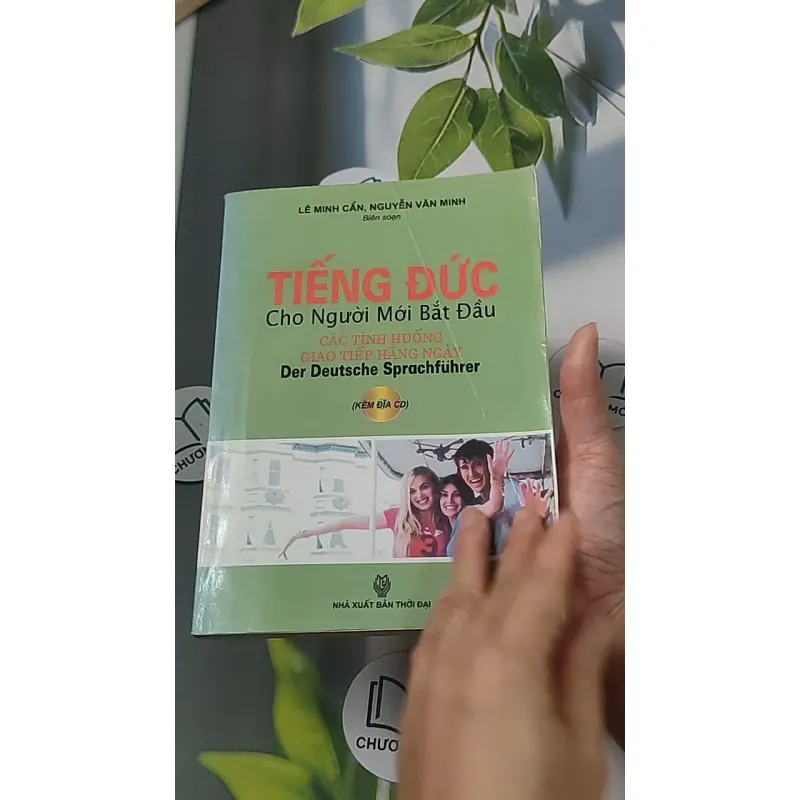 LÊ MINH CẨN, NGUYỄN VĂN MINH
Biên soạn
TIẾNG ĐỨC
Cho Người Mới Bắt Đầu
CÁC TÌNH HUỐNG
GIAO TIẾP HÀNG NGÀY
Der Deutsche Sprachführer
(KÈM ĐĨA CD)
3
NHÀ XUẤT BẢN THỜI ĐẠI